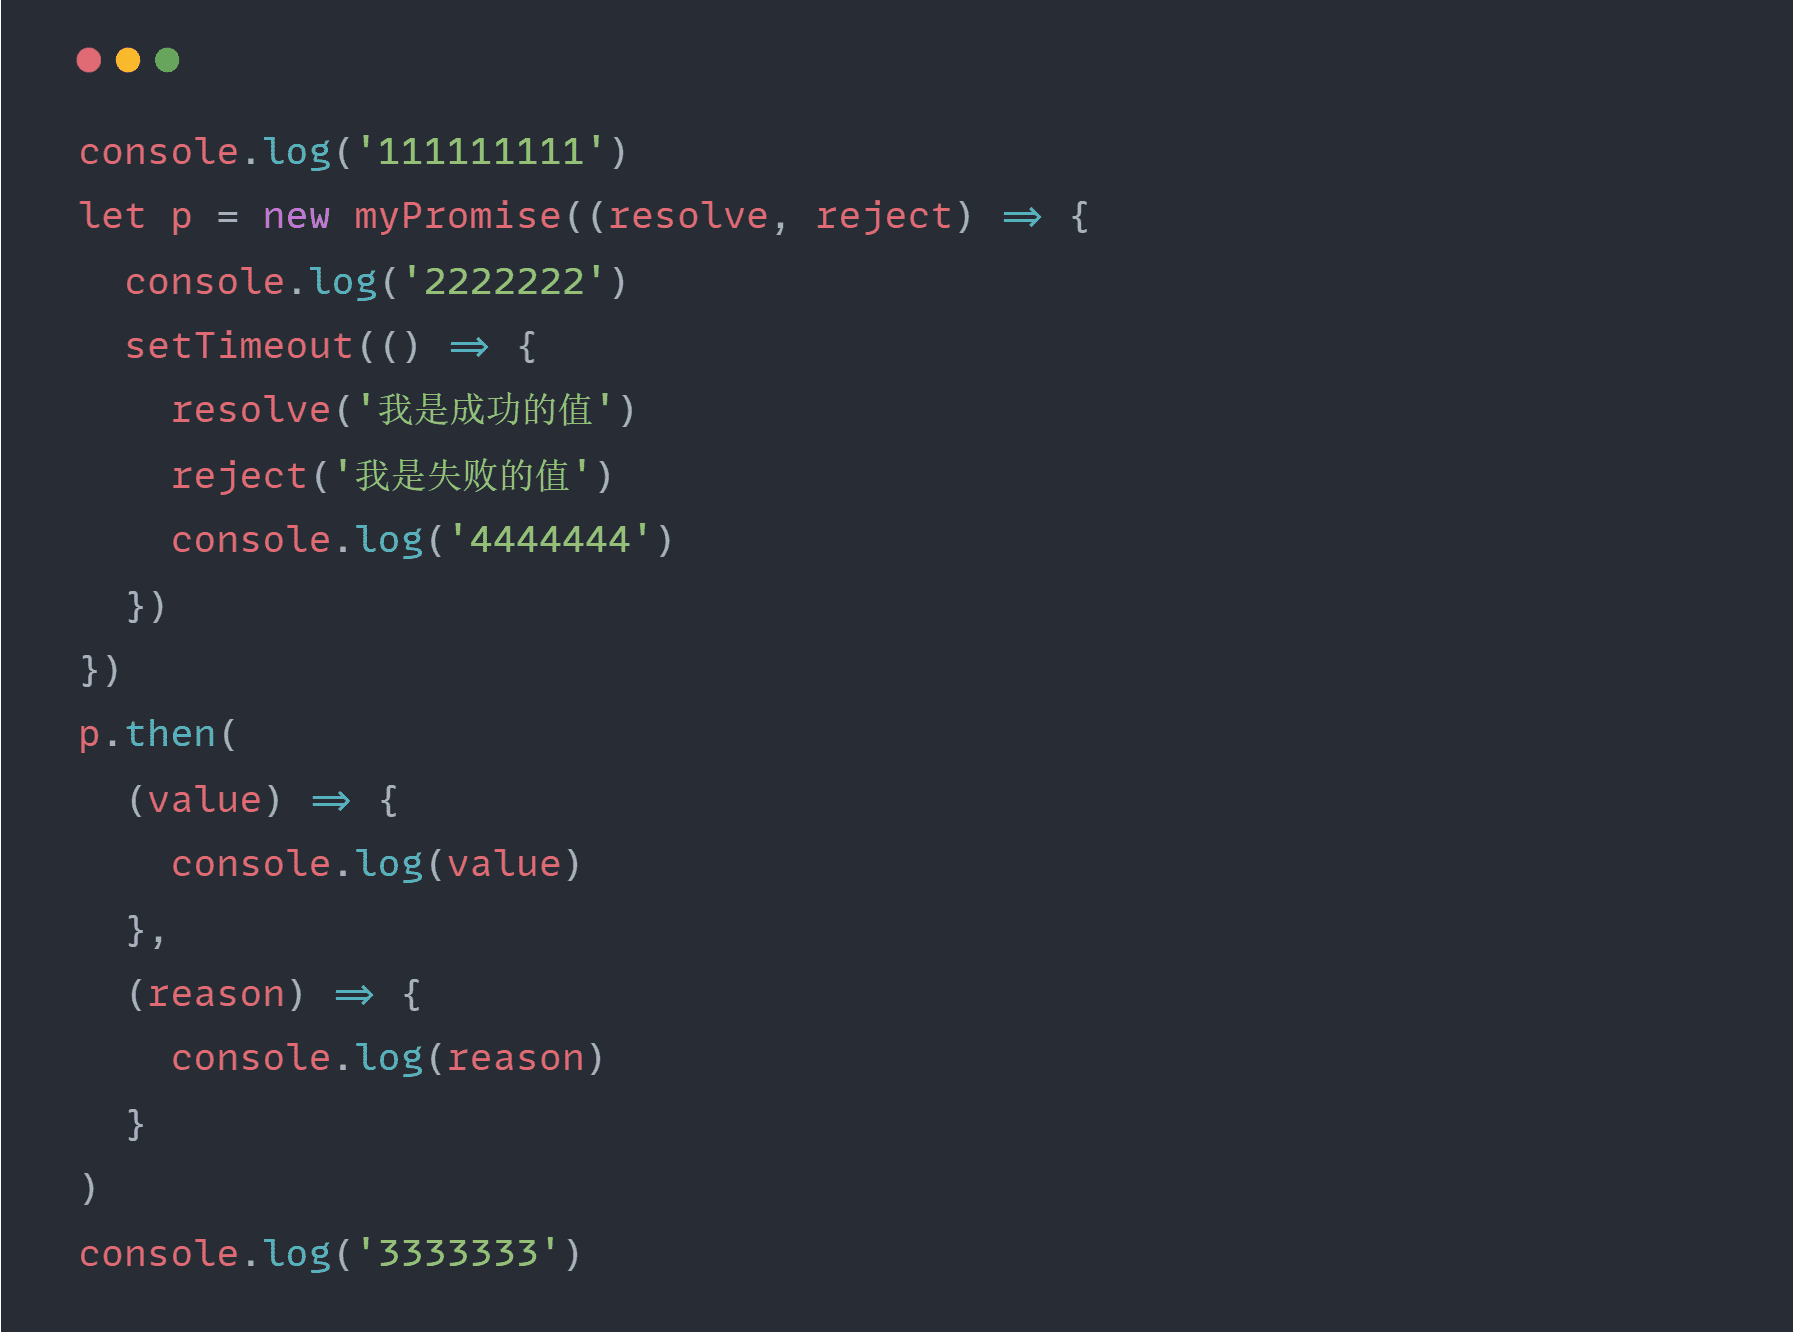 console.log('111111111')
let p = new myPromise((resolve, reject) => {
  console.log('2222222')
  setTimeout(() => {
    resolve('我是成功的值')
    reject('我是失败的值')
    console.log('4444444')
  })
})
p.then(
  (value) => {
    console.log(value)
  },
  (reason) => {
    console.log(reason)
  }
)
console.log('3333333')